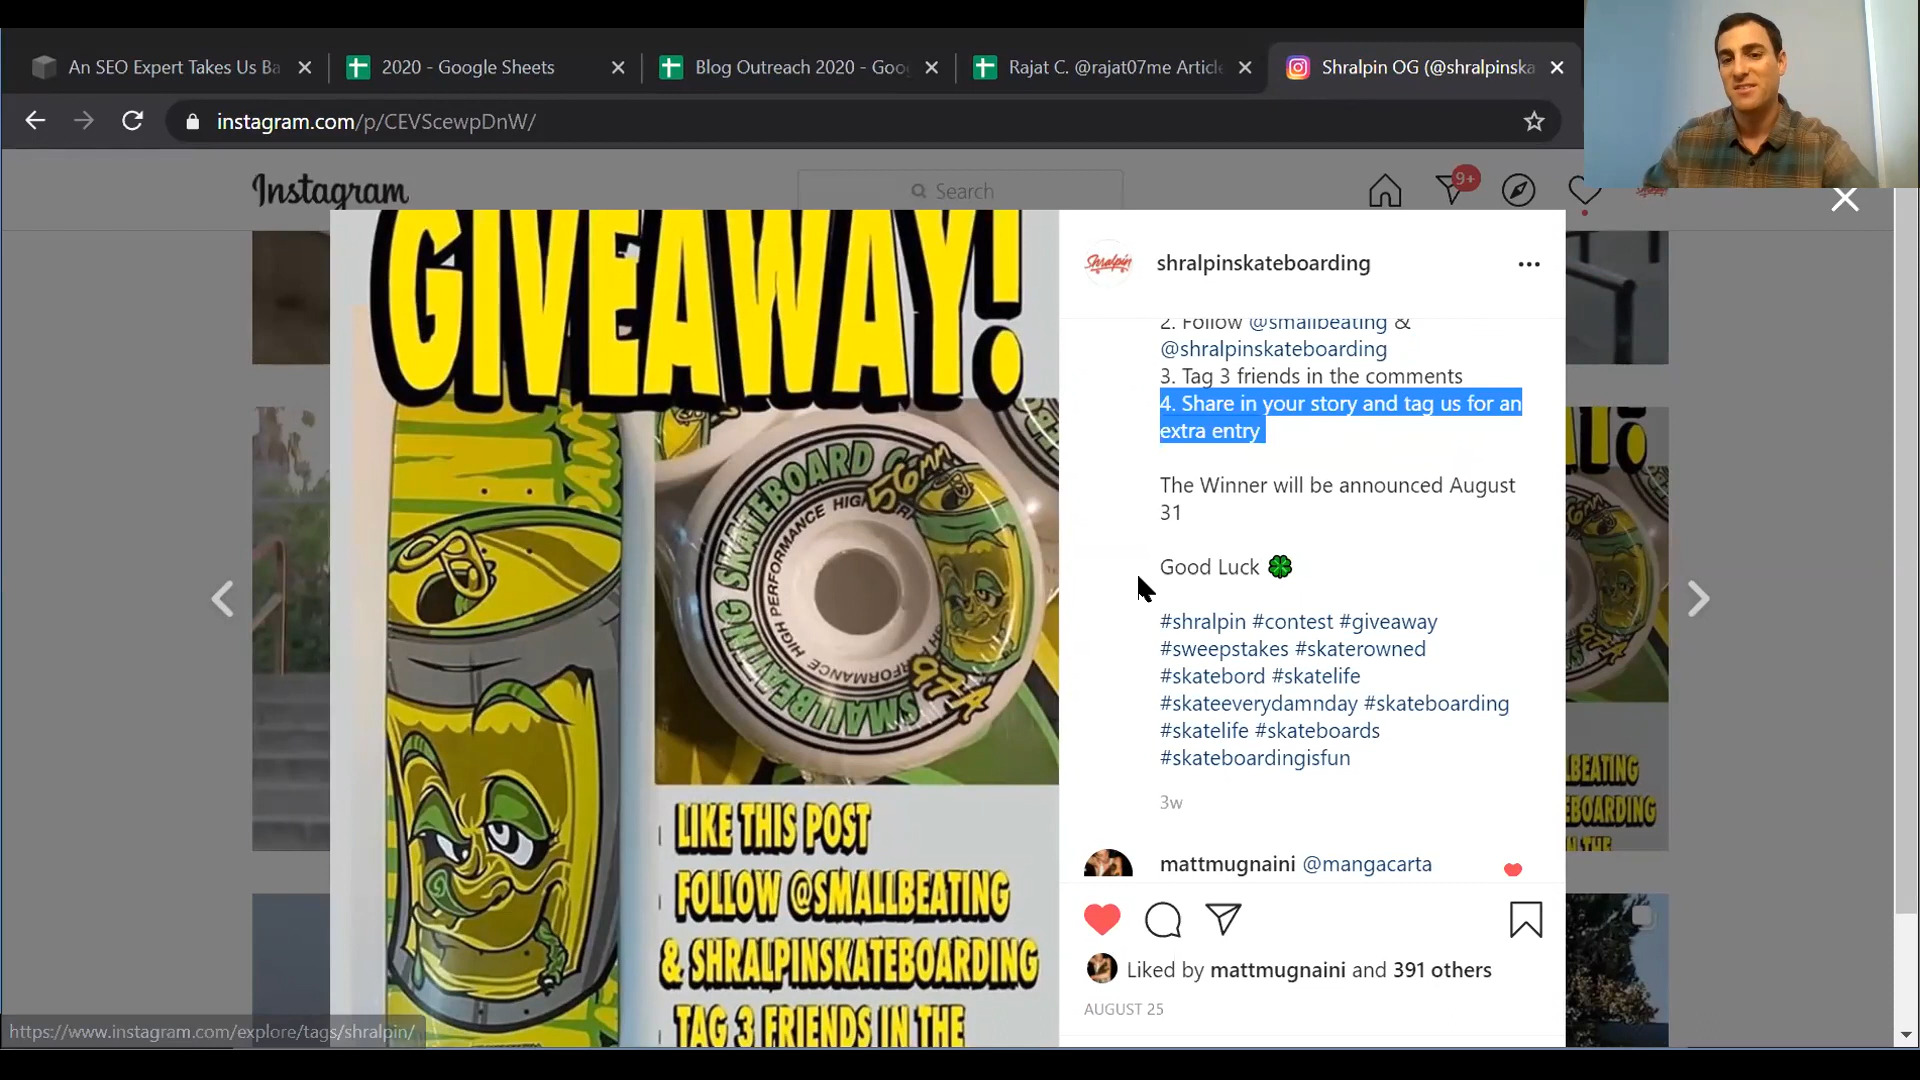 An SEO Expert Takes Us Ba
2020 - Google Sheets
Blog Outreach 2020 - Goo
Rajat C. @rajat07me Article
Shralpin OG (@shralpinska
instagram.com/p/CEVScewpDnW/
Instagram
Search
9+
GIVEAWAY!
SMALLBEATING SKATEBOARD
HIGH PERFORMANCE HIGH
56mm
97A
LIKE THIS POST
FOLLOW @SMALLBEATING
& SHRALPINSKATEBOARDING
TAG 3 FRIENDS IN THE
Shralpin
shralpinskateboarding
2. Follow @smallbeating &
@shralpinskateboarding
3. Tag 3 friends in the comments
4. Share in your story and tag us for an
extra entry
The Winner will be announced August
31
Good Luck 🍀
#shralpin #contest #giveaway
#sweepstakes #skaterowned
#skatebord #skatelife
#skateeverydamnday #skateboarding
#skatelife #skateboards
#skateboardingisfun
3w
mattmugnaini @mangacarta
Liked by mattmugnaini and 391 others
AUGUST 25
https://www.instagram.com/explore/tags/shralpin/